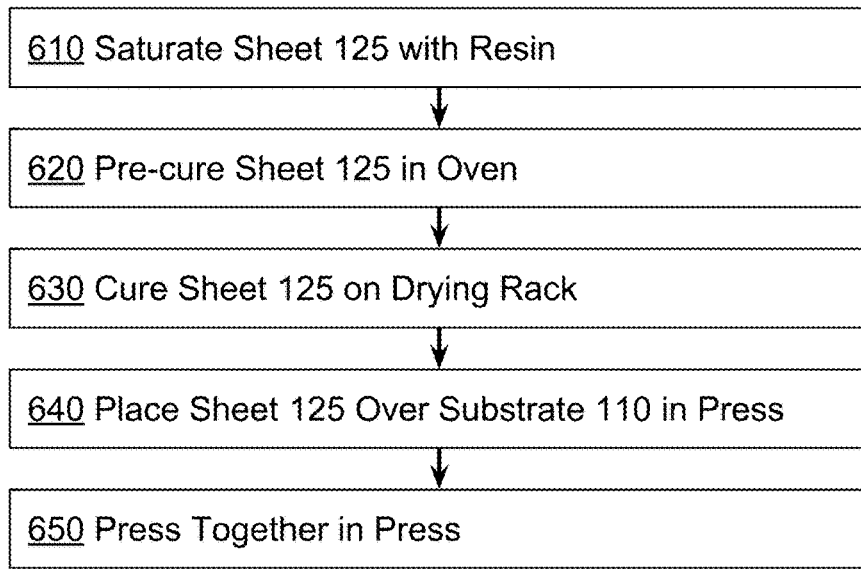 610 Saturate Sheet 125 with Resin
620 Pre-cure Sheet 125 in Oven
630 Cure Sheet 125 on Drying Rack
640 Place Sheet 125 Over Substrate 110 in Press
650 Press Together in Press